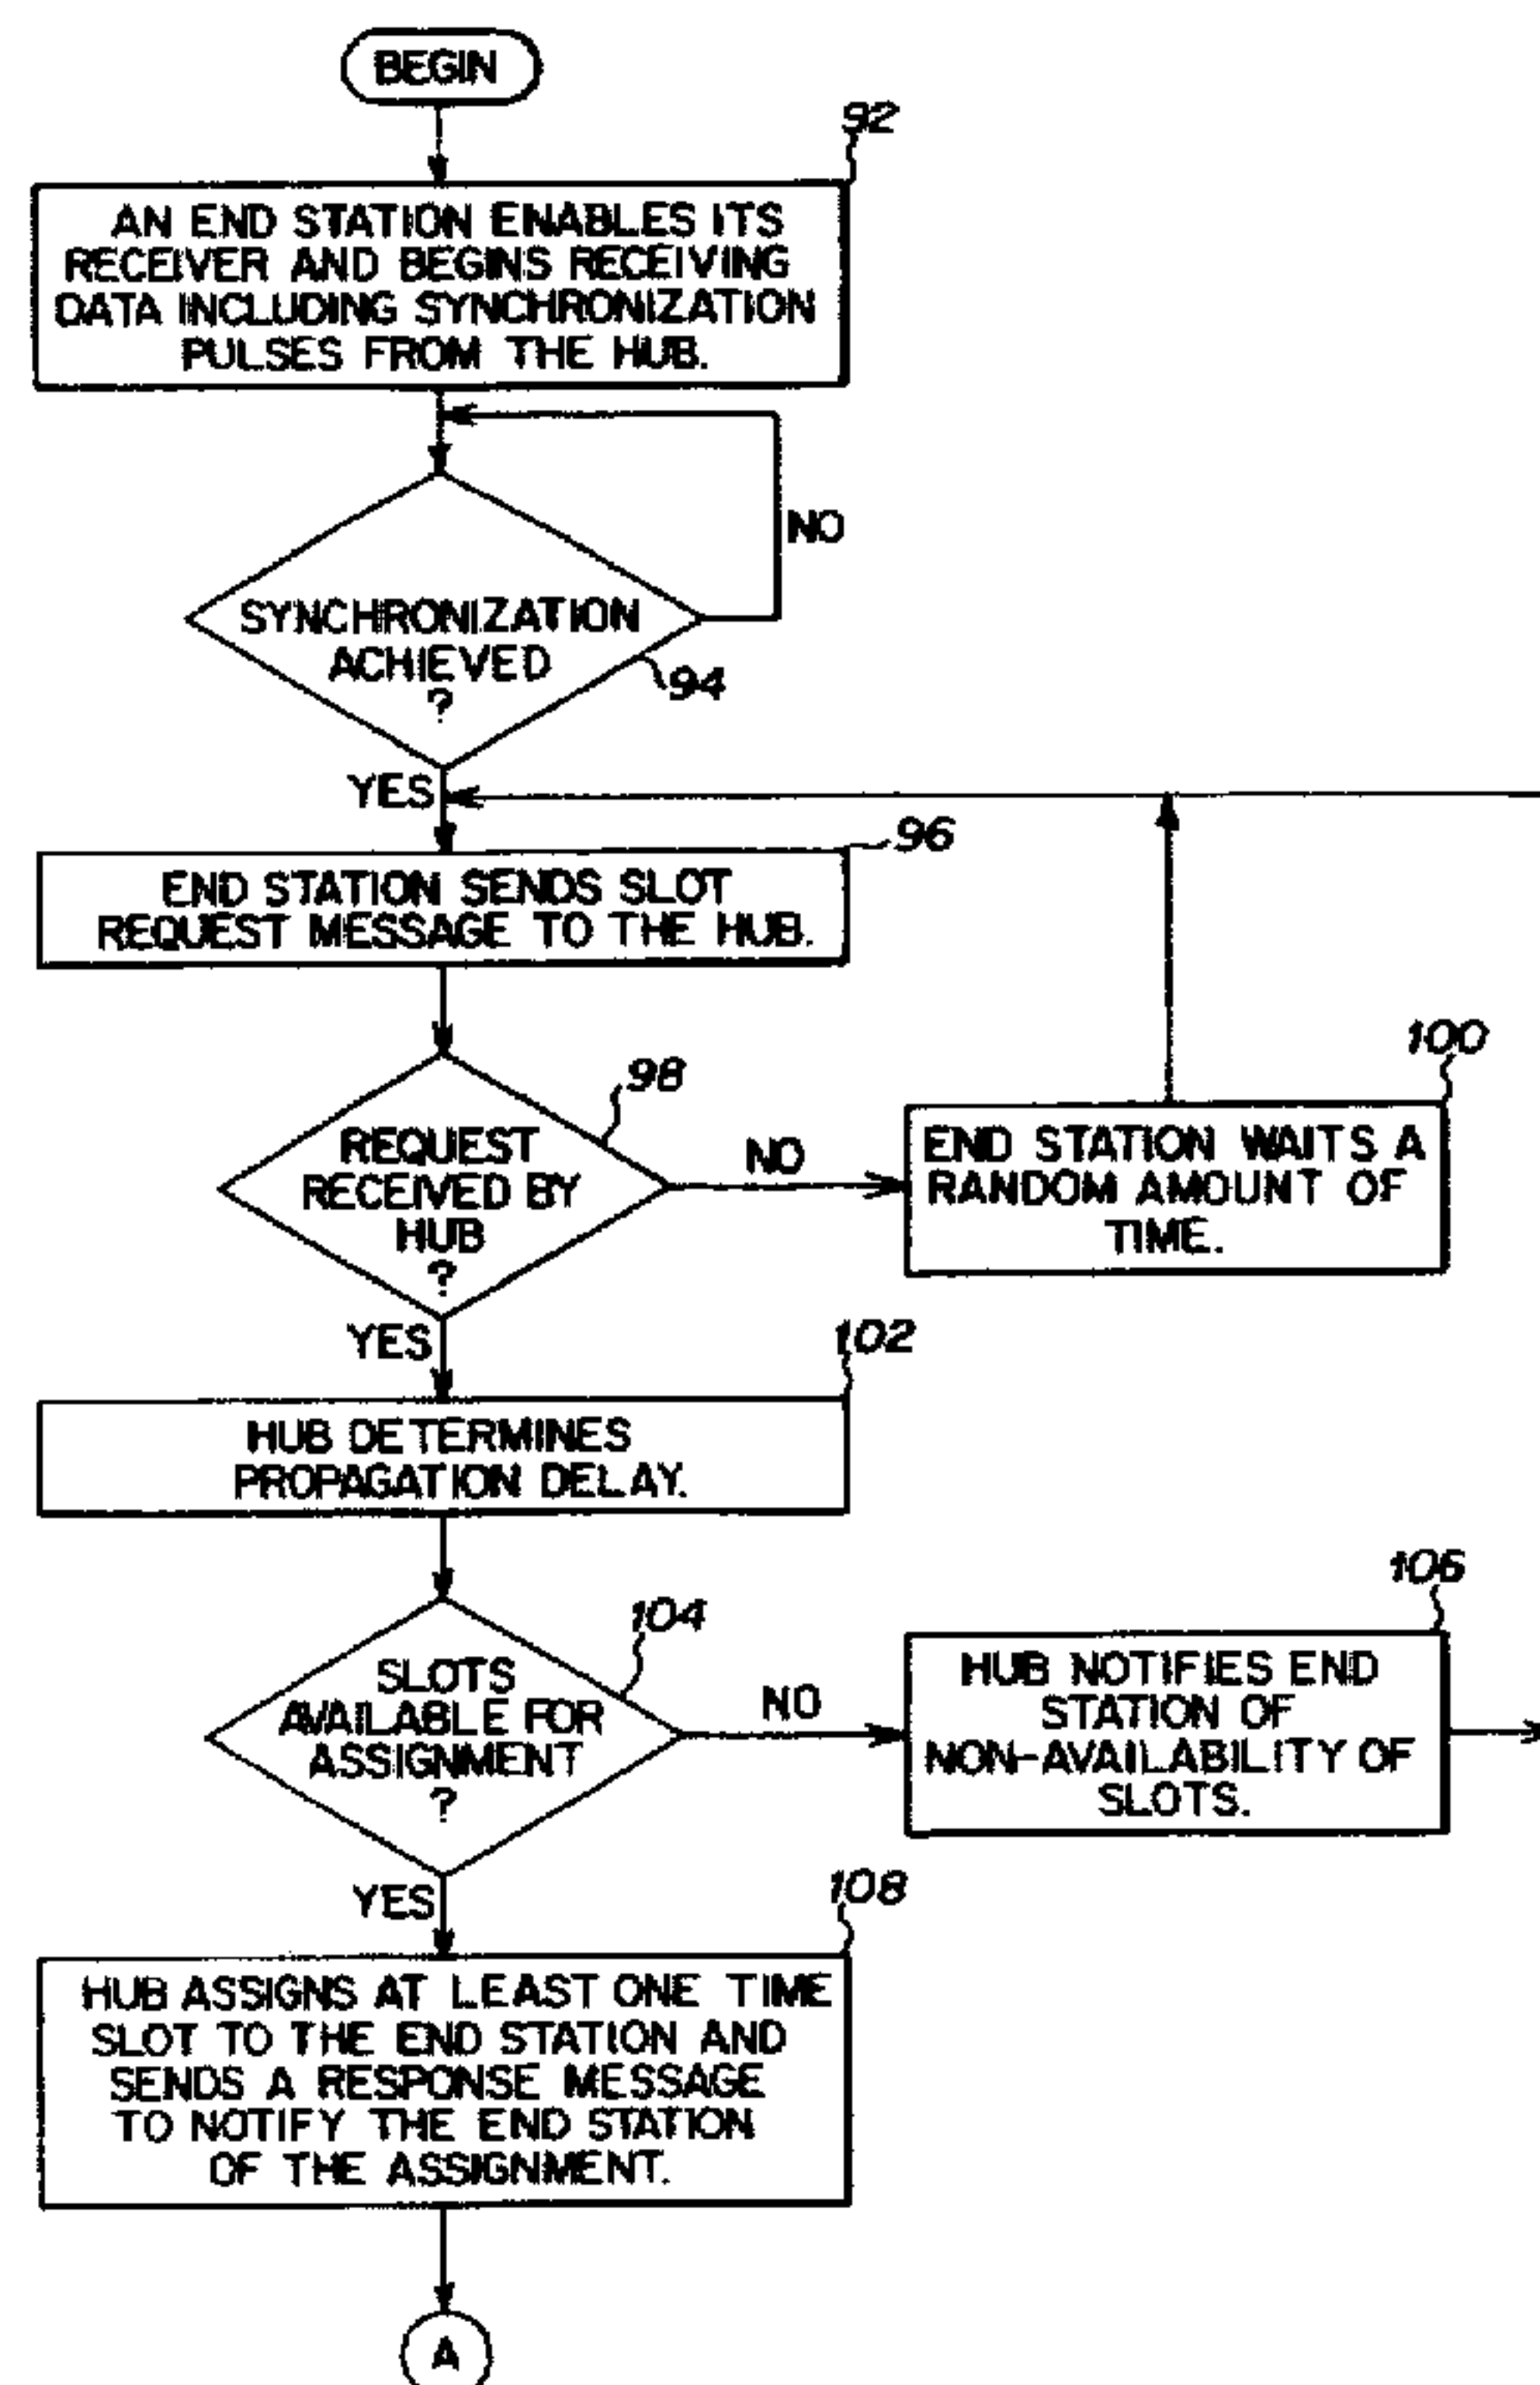 BEGIN
92
AN END STATION ENABLES ITS
RECEIVER AND BEGINS RECEIVING
DATA INCLUDING SYNCHRONIZATION
PULSES FROM THE HUB.
NO
SYNCHRONIZATION
ACHIEVED
?
94
YES
96
END STATION SENDS SLOT
REQUEST MESSAGE TO THE HUB.
98
REQUEST
RECEIVED BY
HUB
?
NO
100
END STATION WAITS A
RANDOM AMOUNT OF
TIME.
YES
102
HUB DETERMINES
PROPAGATION DELAY.
104
SLOTS
AVAILABLE FOR
ASSIGNMENT
?
NO
106
HUB NOTIFIES END
STATION OF
NON-AVAILABILITY OF
SLOTS.
YES
108
HUB ASSIGNS AT LEAST ONE TIME
SLOT TO THE END STATION AND
SENDS A RESPONSE MESSAGE
TO NOTIFY THE END STATION
OF THE ASSIGNMENT.
A